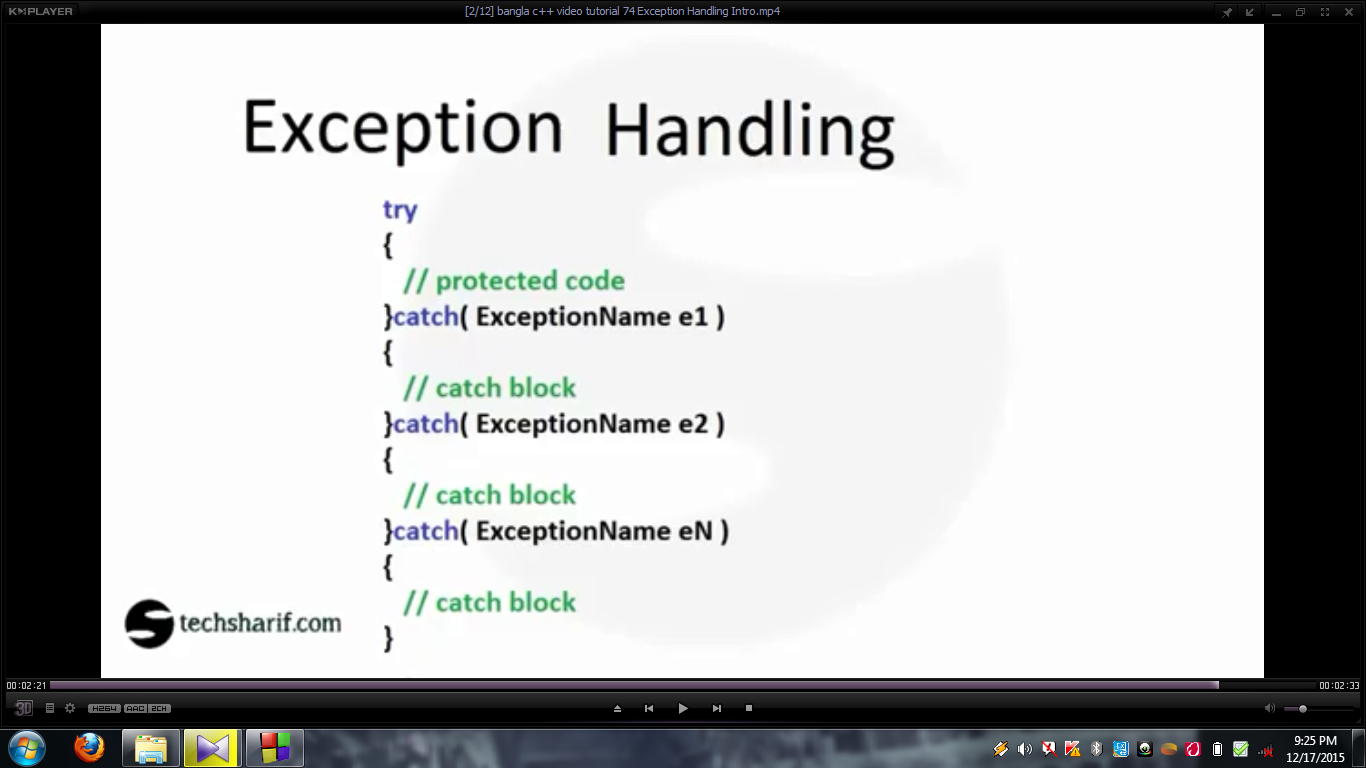 K▸MPLAYER
[2/12] bangla c++ video tutorial 74 Exception Handling Intro.mp4
Exception Handling
try
{
// protected code
}catch( ExceptionName e1 )
{
// catch block
}catch( ExceptionName e2 )
{
// catch block
}catch( ExceptionName eN )
{
// catch block
}
techsharif.com
00:02:21
00:02:33
3D
H264 AAC 2CH
9:25 PM
12/17/2015